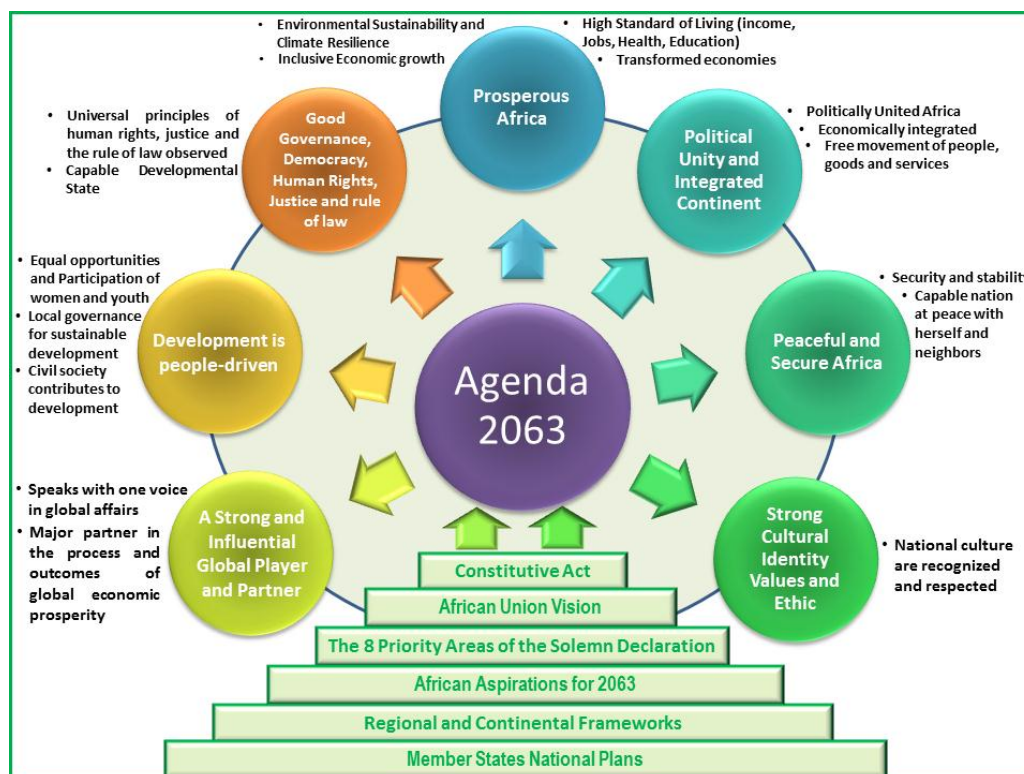 • Environmental Sustainability and
Climate Resilience
• Inclusive Economic growth
• High Standard of Living (income,
Jobs, Health, Education)
• Transformed economies
Prosperous
Africa
• Universal principles of
human rights, justice and
the rule of law observed
• Capable Developmental
State
Good
Governance,
Democracy,
Human Rights,
Justice and rule
of law
Political
Unity and
Integrated
Continent
• Politically United Africa
• Economically integrated
• Free movement of people,
goods and services
• Equal opportunities
and Participation of
women and youth
• Local governance
for sustainable
development
• Civil society
contributes to
development
Development is
people-driven
Agenda
2063
Peaceful and
Secure Africa
• Security and stability
• Capable nation
at peace with
herself and
neighbors
• Speaks with one voice
in global affairs
• Major partner in
the process and
outcomes of
global economic
prosperity
A Strong and
Influential
Global Player
and Partner
Strong
Cultural
Identity
Values and
Ethic
• National culture
are recognized
and respected
Constitutive Act
African Union Vision
The 8 Priority Areas of the Solemn Declaration
African Aspirations for 2063
Regional and Continental Frameworks
Member States National Plans